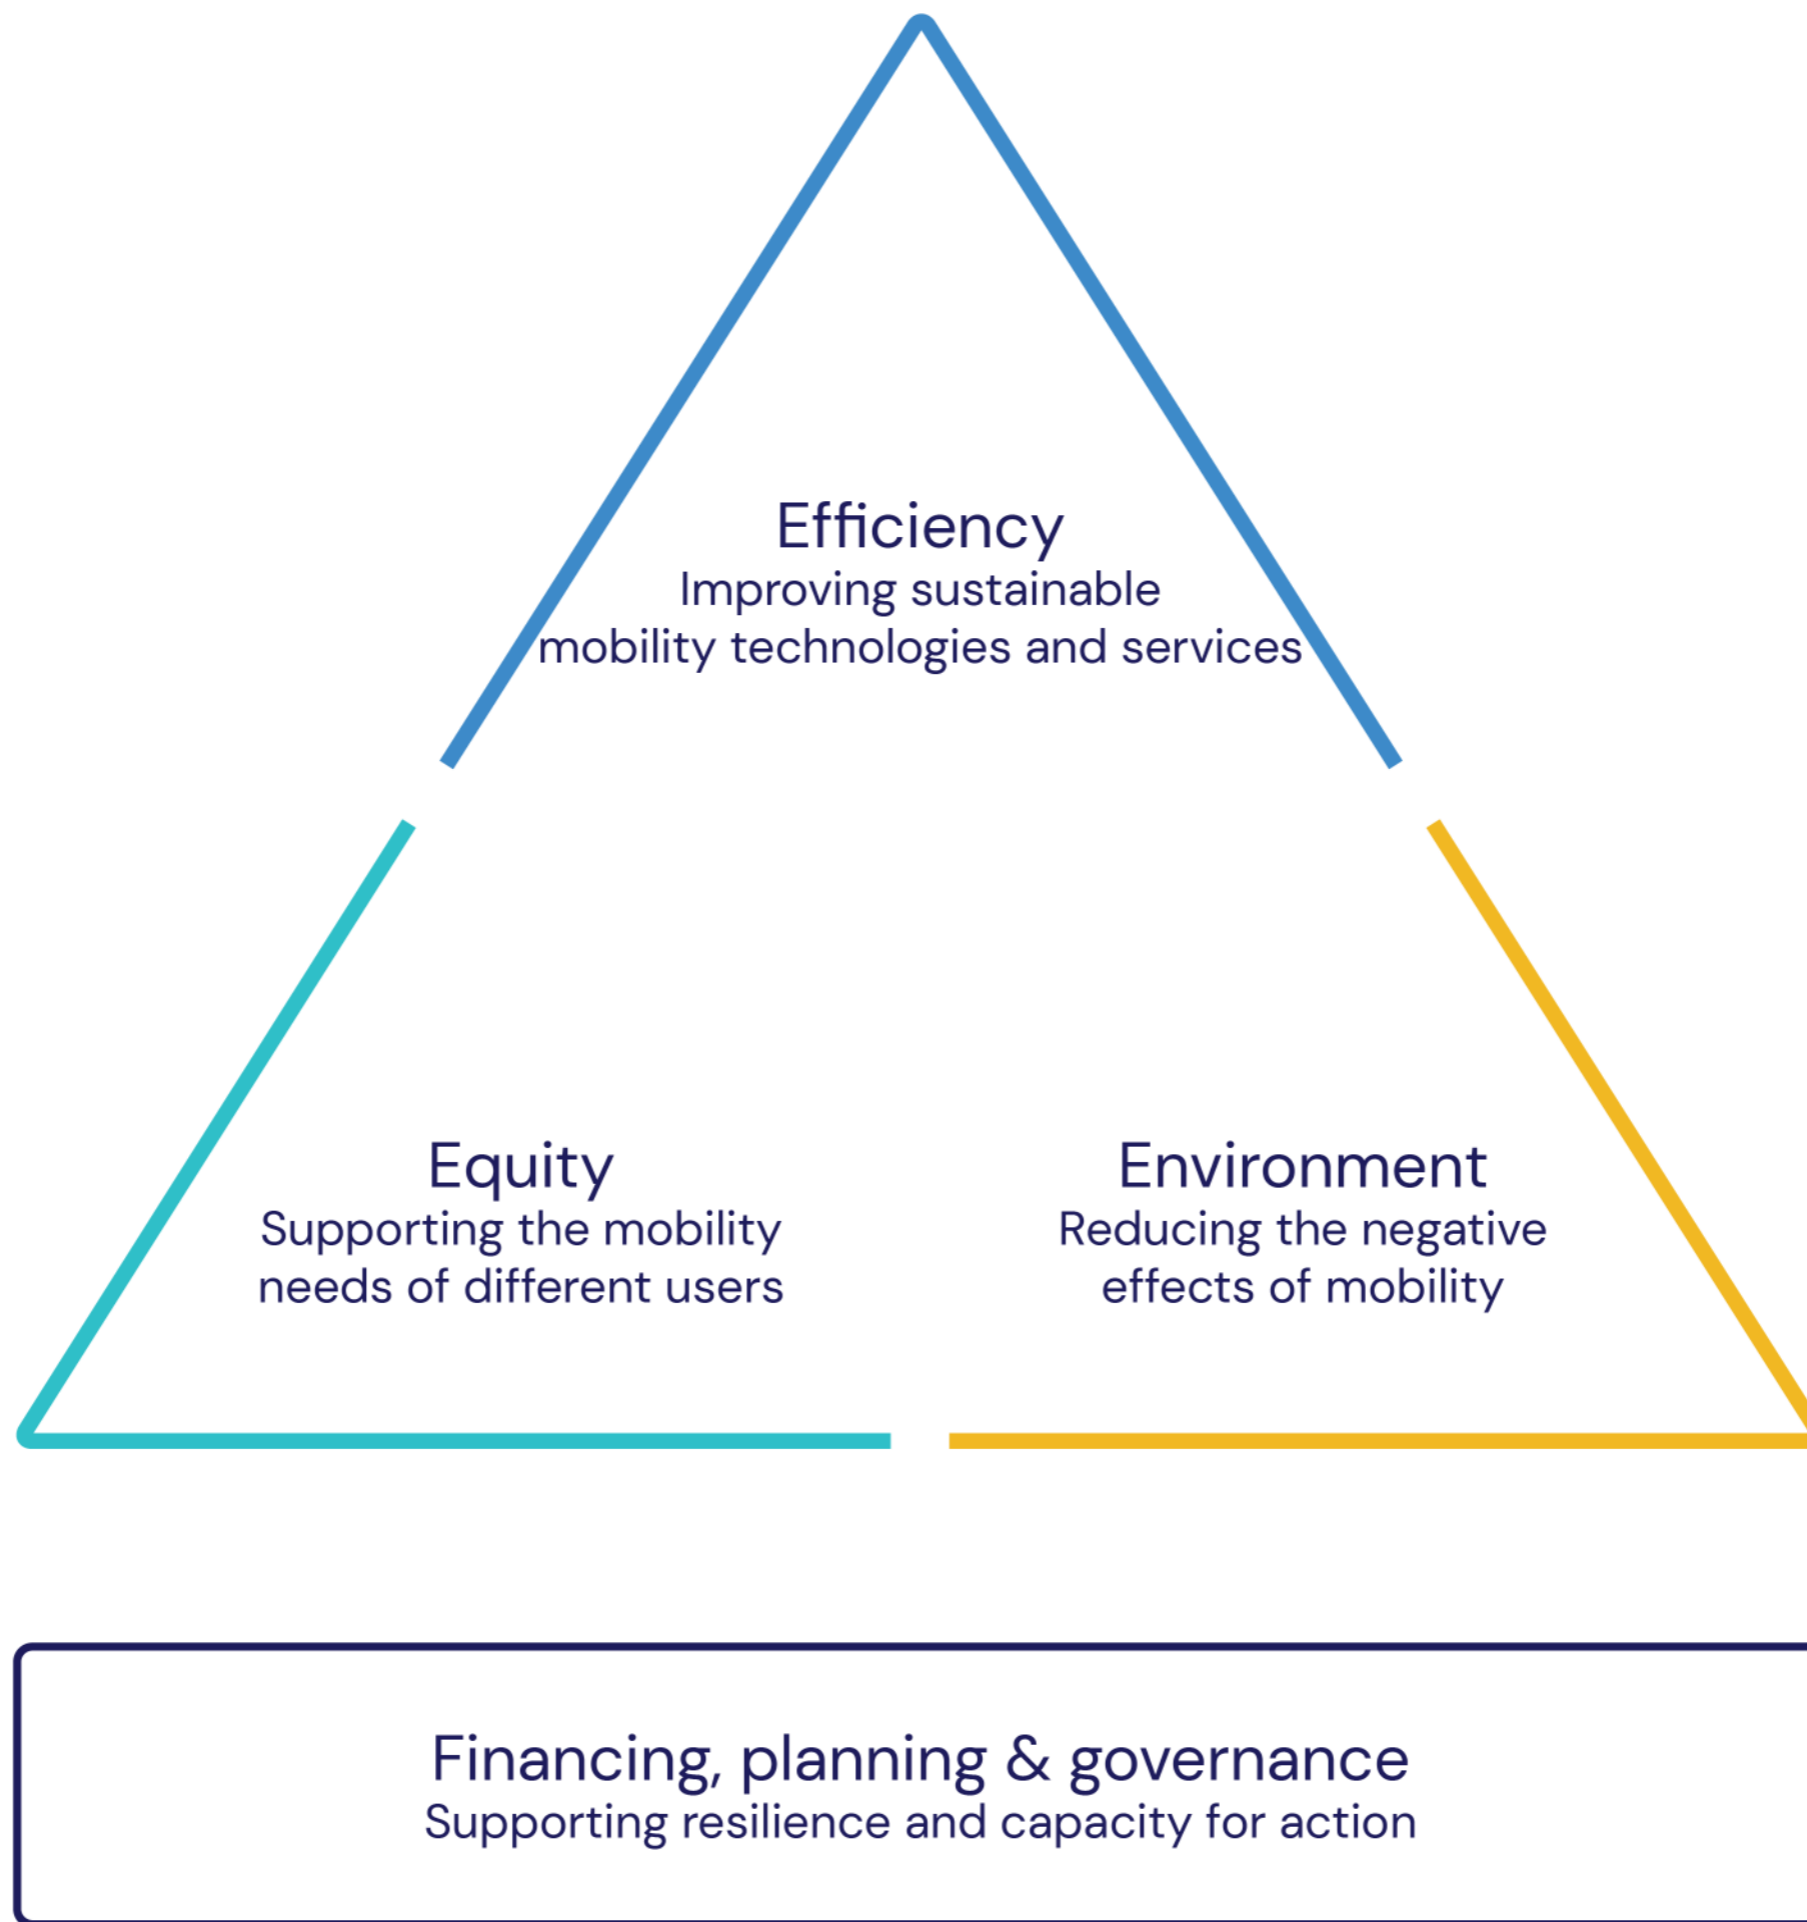 Efficiency
Improving sustainable
mobility technologies and services
Equity
Supporting the mobility
needs of different users
Environment
Reducing the negative
effects of mobility
Financing, planning & governance
Supporting resilience and capacity for action